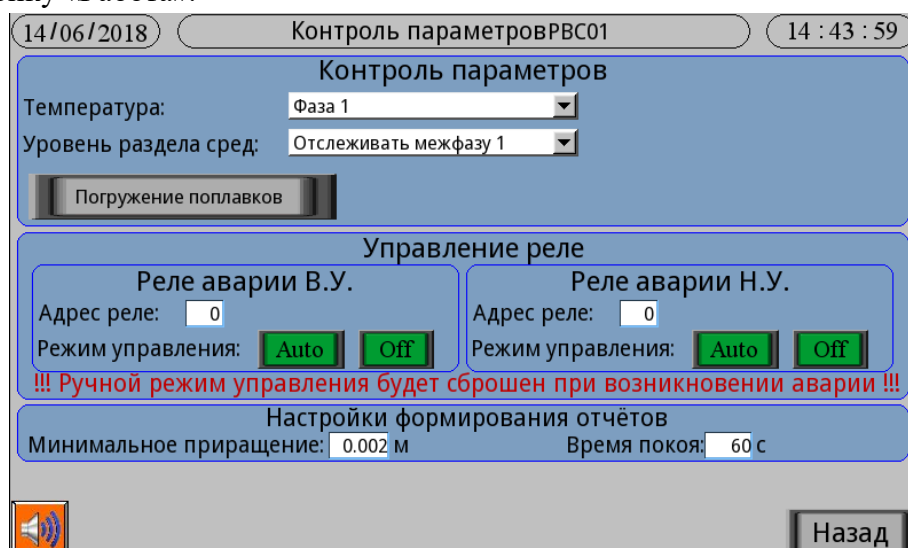 14/06/2018 Контроль параметровРВС01 14 : 43 : 59
Контроль параметров
Температура: Фаза 1
Уровень раздела сред: Отслеживать межфазу 1
Погружение поплавков
Управление реле
Реле аварии В.У. Реле аварии Н.У.
Адрес реле: 0 Адрес реле: 0
Режим управления: Auto Off Режим управления: Auto Off
!!! Ручной режим управления будет сброшен при возникновении аварии !!!
Настройки формирования отчётов
Минимальное приращение: 0.002 м Время покоя: 60 с
Назад